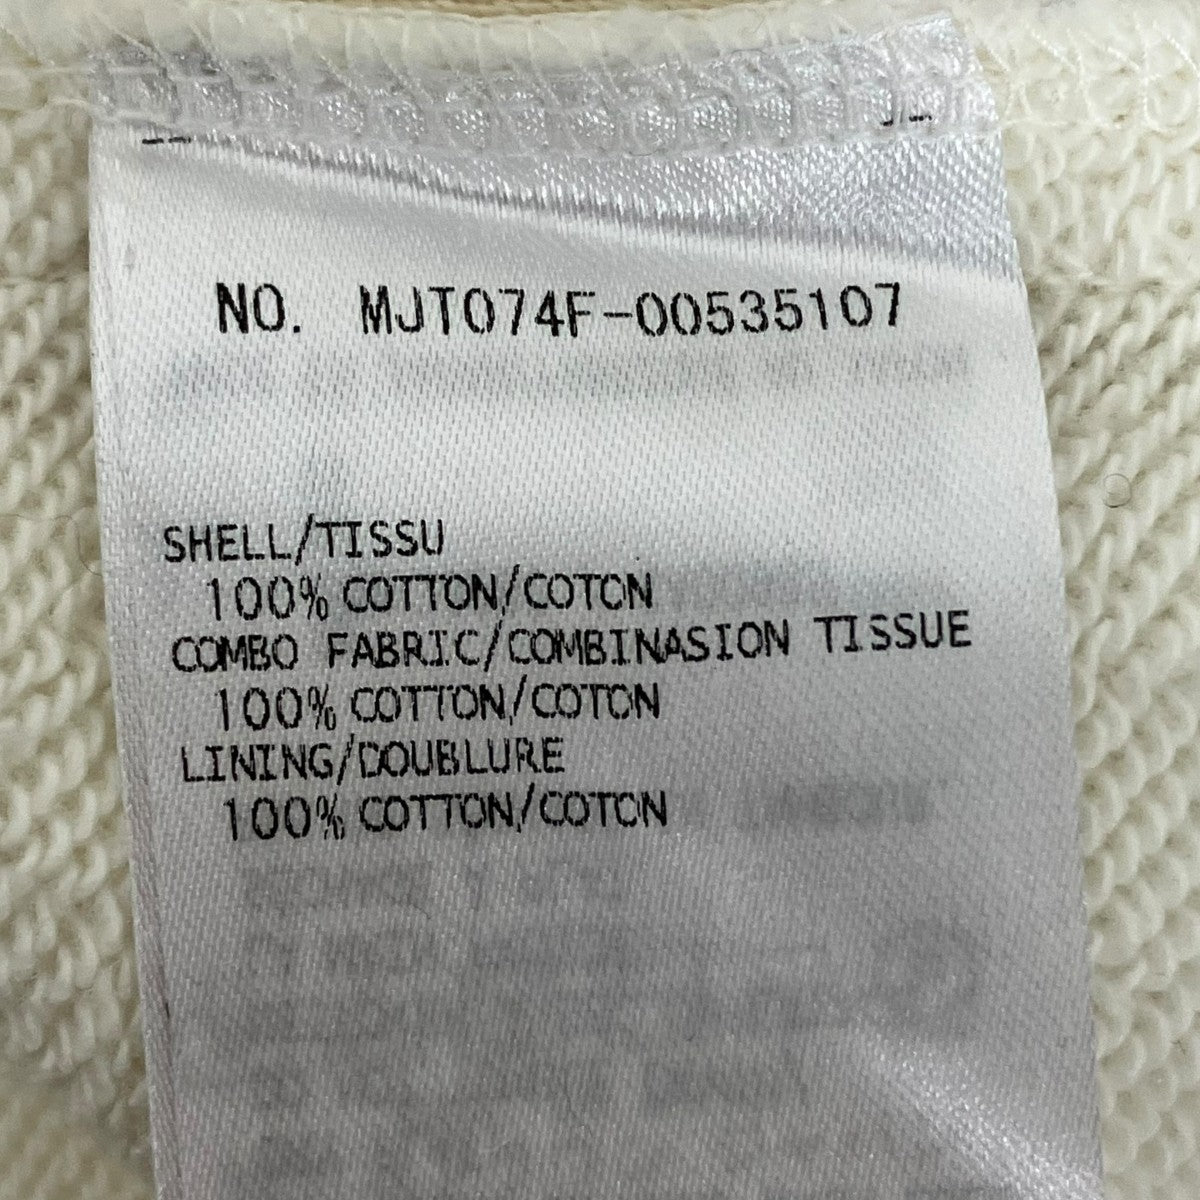 NO. MJT074F-00535107
SHELL/TISSU
100% COTTON/COTON
COMBO FABRIC/COMBINASION TISSUE
100% COTTON/COTON
LINING/DOUBLURE
100% COTTON/COTON